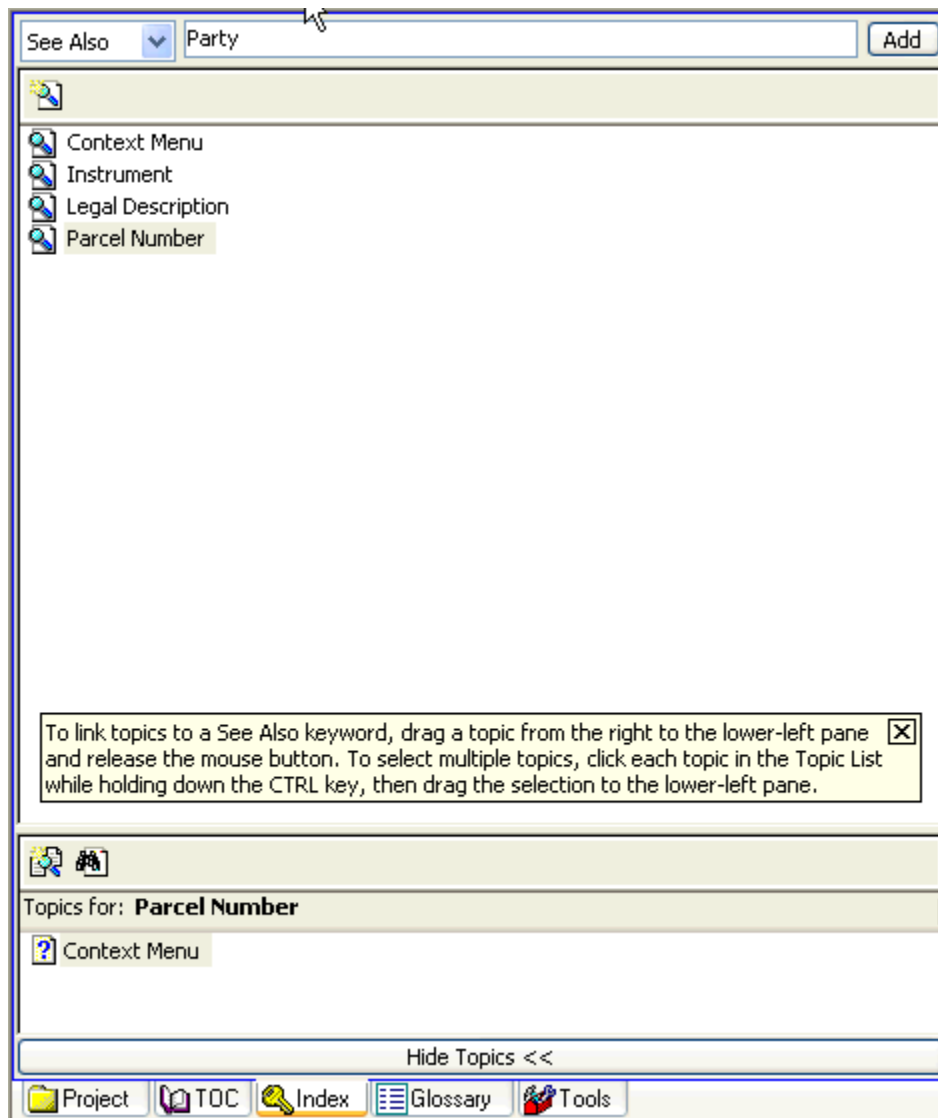 See Also Party Add
Context Menu
Instrument
Legal Description
Parcel Number
To link topics to a See Also keyword, drag a topic from the right to the lower-left pane
and release the mouse button. To select multiple topics, click each topic in the Topic List
while holding down the CTRL key, then drag the selection to the lower-left pane.
Topics for: Parcel Number
Context Menu
Hide Topics <<
Project TOC Index Glossary Tools